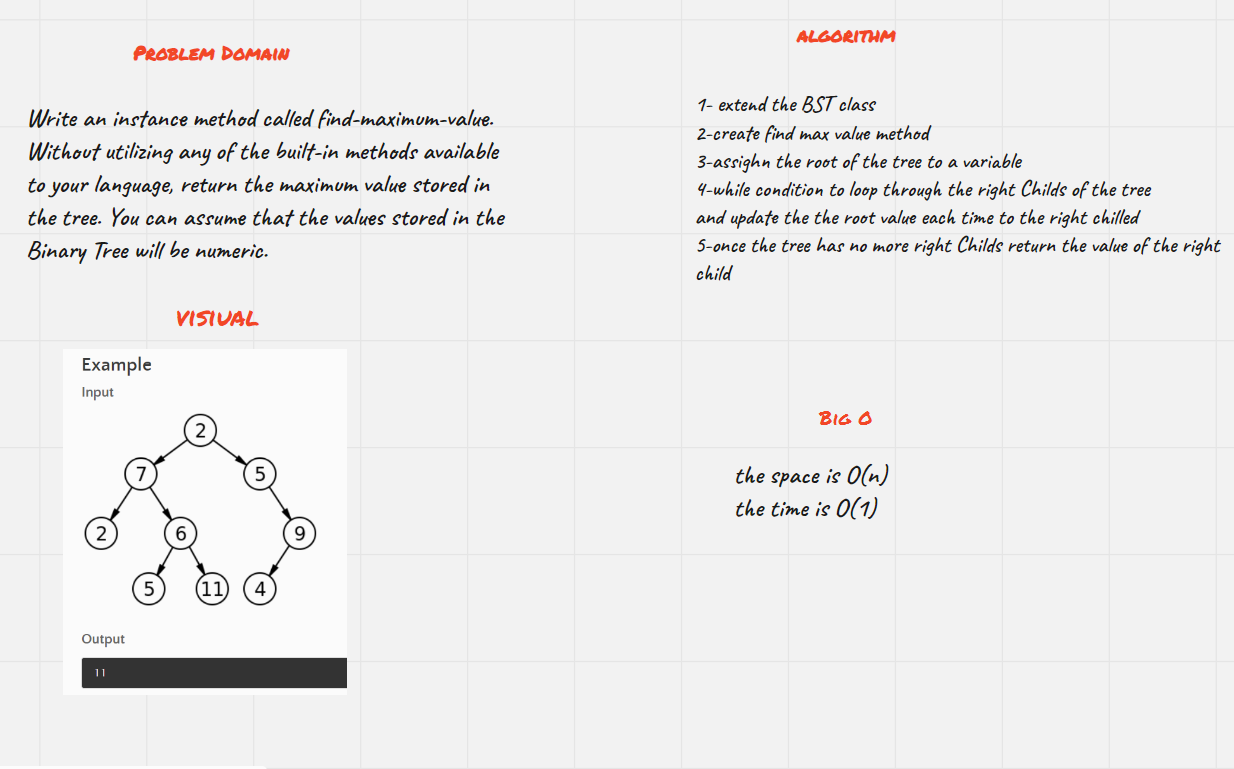 Problem Domain
Write an instance method called find-maximum-value.
Without utilizing any of the built-in methods available
to your language, return the maximum value stored in
the tree. You can assume that the values stored in the
Binary Tree will be numeric.
VISIUAL
Example
Input
2
7 5
2 6 9
5 11 4
Output
11
ALGORITHM
1- extend the BST class
2-create find max value method
3-assighn the root of the tree to a variable
4-while condition to loop through the right Childs of the tree
and update the the root value each time to the right chilled
5-once the tree has no more right Childs return the value of the right
child
Big O
the space is O(n)
the time is O(1)